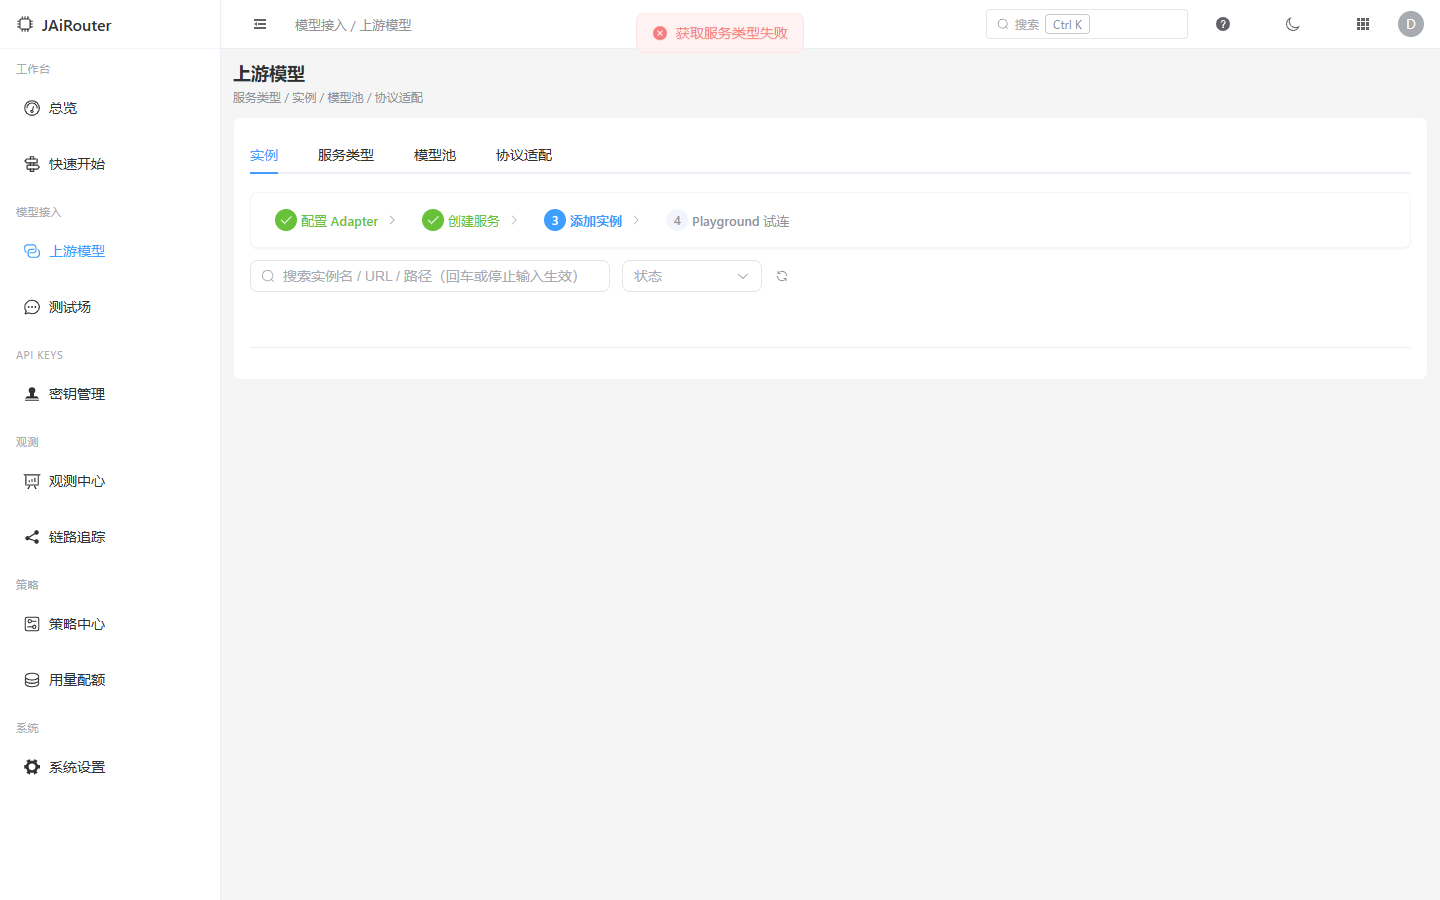 JAiRouter
模型接入 / 上游模型
获取服务类型失败
搜索 Ctrl K
D
工作台
总览
快速开始
模型接入
上游模型
测试场
API KEYS
密钥管理
观测
观测中心
链路追踪
策略
策略中心
用量配额
系统
系统设置
上游模型
服务类型 / 实例 / 模型池 / 协议适配
实例 服务类型 模型池 协议适配
配置 Adapter 创建服务 3 添加实例 4 Playground 试连
搜索实例名 / URL / 路径（回车或停止输入生效） 状态